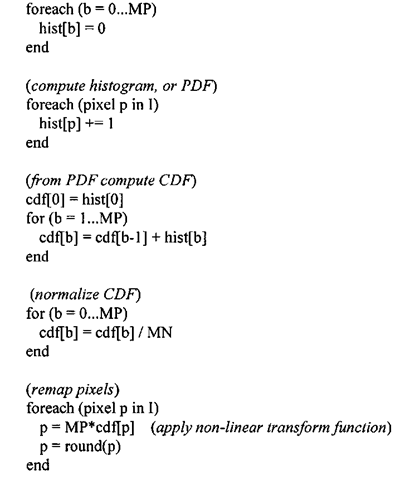 foreach (b = 0...MP)
hist[b] = 0
end
(compute histogram, or PDF)
foreach (pixel p in I)
hist[p] += 1
end
(from PDF compute CDF)
cdf[0] = hist[0]
for (b = 1...MP)
cdf[b] = cdf[b-1] + hist[b]
end
(normalize CDF)
for (b = 0...MP)
cdf[b] = cdf[b] / MN
end
(remap pixels)
foreach (pixel p in I)
p = MP*cdf[p] (apply non-linear transform function)
p = round(p)
end